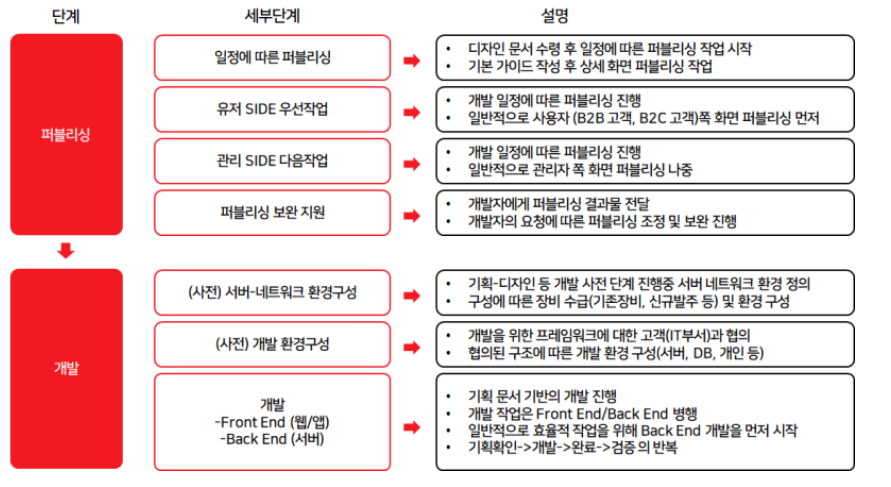 단계
세부단계
설명
퍼블리싱
일정에 따른 퍼블리싱
• 디자인 문서 수령 후 일정에 따른 퍼블리싱 작업 시작
• 기본 가이드 작성 후 상세 화면 퍼블리싱 작업
유저 SIDE 우선작업
• 개발 일정에 따른 퍼블리싱 진행
• 일반적으로 사용자 (B2B 고객, B2C 고객)쪽 화면 퍼블리싱 먼저
관리 SIDE 다음작업
• 개발 일정에 따른 퍼블리싱 진행
• 일반적으로 관리자 쪽 화면 퍼블리싱 나중
퍼블리싱 보완 지원
• 개발자에게 퍼블리싱 결과물 전달
• 개발자의 요청에 따른 퍼블리싱 조정 및 보완 진행
개발
(사전) 서버-네트워크 환경구성
• 기획-디자인 등 개발 사전 단계 진행중 서버 네트워크 환경 정의
• 구성에 따른 장비 수급(기존장비, 신규발주 등) 및 환경 구성
(사전) 개발 환경구성
• 개발을 위한 프레임워크에 대한 고객(IT부서)과 협의
• 협의된 구조에 따른 개발 환경 구성(서버, DB, 개인 등)
개발
-Front End (웹/앱)
-Back End (서버)
• 기획 문서 기반의 개발 진행
• 개발 작업은 Front End/Back End 병행
• 일반적으로 효율적 작업을 위해 Back End 개발을 먼저 시작
• 기획확인->개발->완료->검증의 반복